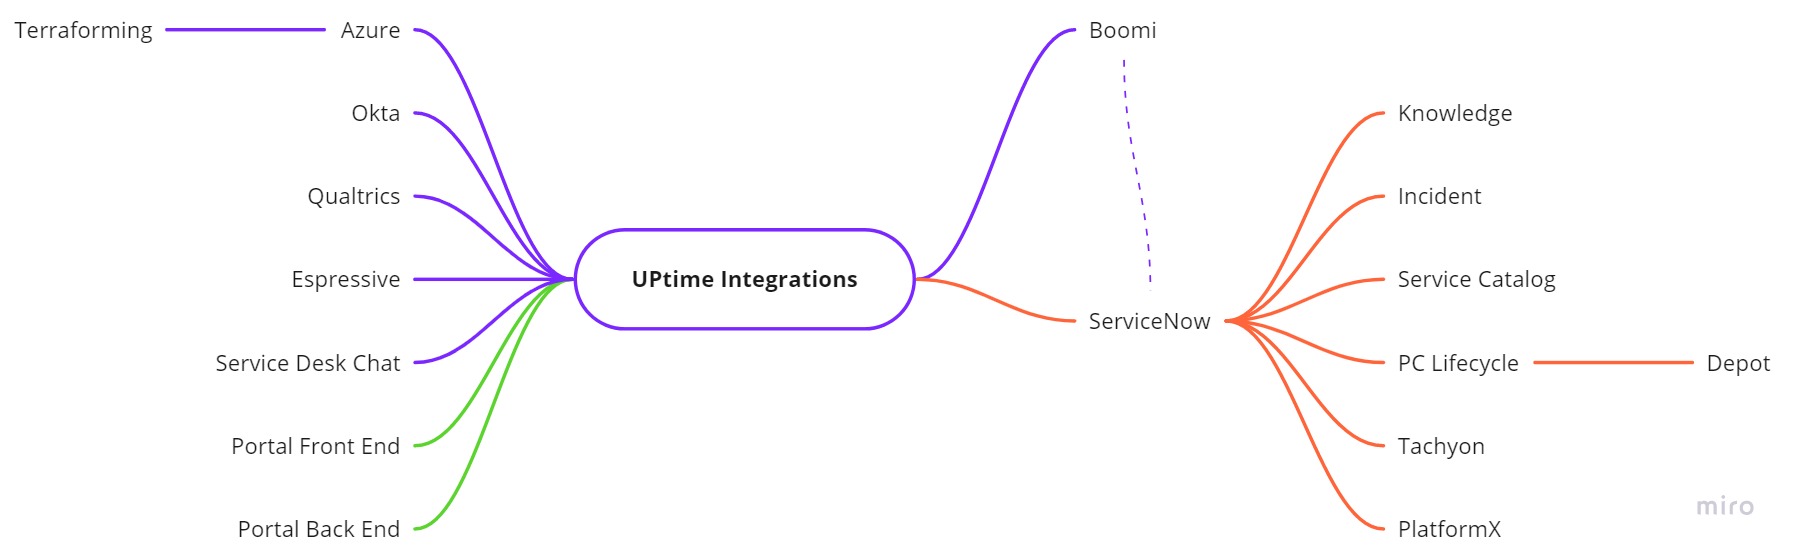 Terraforming
Azure
Okta
Qualtrics
Espressive
Service Desk Chat
Portal Front End
Portal Back End
UPtime Integrations
Boomi
ServiceNow
Knowledge
Incident
Service Catalog
PC Lifecycle
Depot
Tachyon
PlatformX
miro